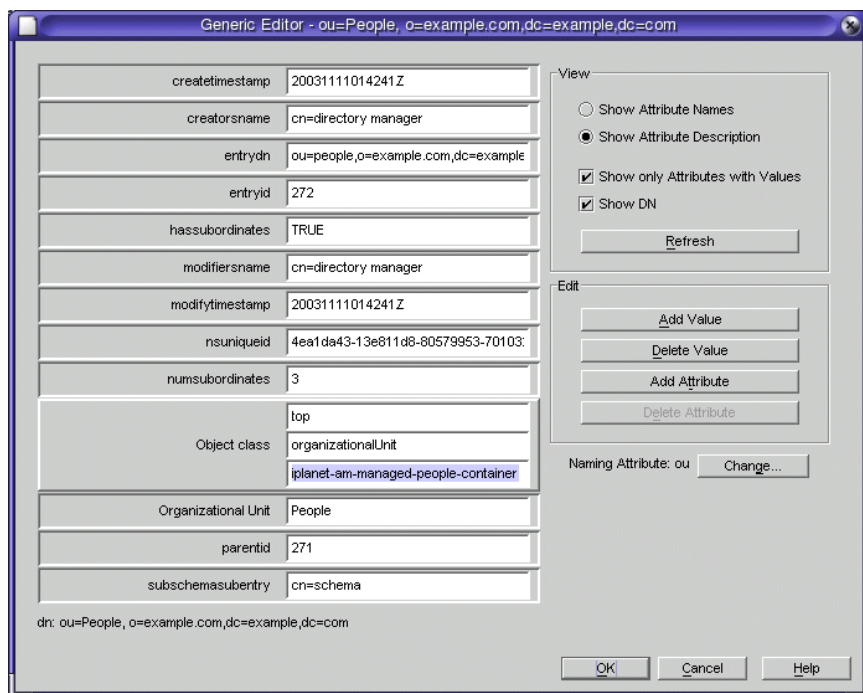 Generic Editor - ou=People, o=example.com,dc=example,dc=com
createtimestamp 20031111014241Z
creatorsname cn=directory manager
entrydn ou=people,o=example.com,dc=example
entryid 272
hassubordinates TRUE
modifiersname cn=directory manager
modifytimestamp 20031111014241Z
nsuniqueid 4ea1da43-13e811d8-80579953-70103
numsubordinates 3
Object class top
organizationalUnit
iplanet-am-managed-people-container
Organizational Unit People
parentid 271
subschemasubentry cn=schema
dn: ou=People, o=example.com,dc=example,dc=com
View
Show Attribute Names
Show Attribute Description
Show only Attributes with Values
Show DN
Refresh
Edit
Add Value
Delete Value
Add Attribute
Delete Attribute
Naming Attribute: ou Change...
OK Cancel Help